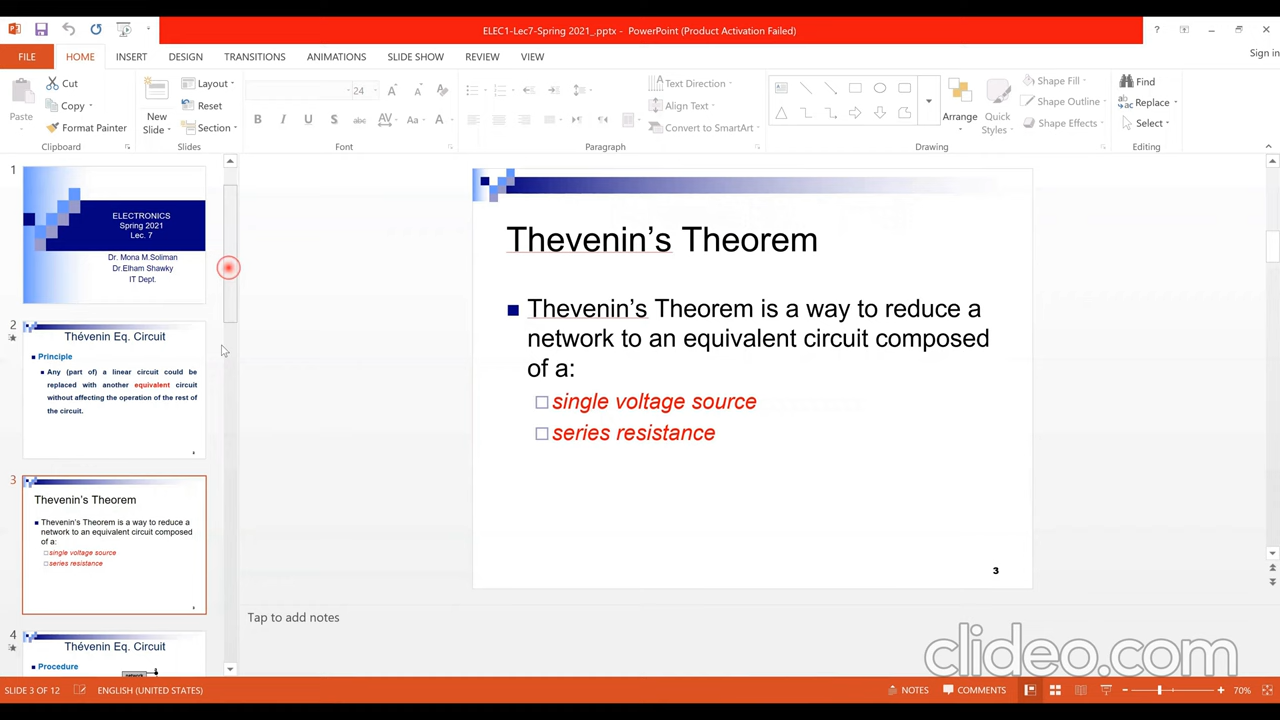 ELEC1-Lec7-Spring 2021_.pptx - PowerPoint (Product Activation Failed)
FILE HOME INSERT DESIGN TRANSITIONS ANIMATIONS SLIDE SHOW REVIEW VIEW Sign in
Paste
Cut
Copy
Format Painter
Clipboard
New Slide
Layout
Reset
Section
Slides
24
Font
Text Direction
Align Text
Convert to SmartArt
Paragraph
Arrange
Quick Styles
Shape Fill
Shape Outline
Shape Effects
Drawing
Find
Replace
Select
Editing
1
ELECTRONICS
Spring 2021
Lec. 7
Dr. Mona M.Soliman
Dr.Elham Shawky
IT Dept.
2
Thévenin Eq. Circuit
Principle
Any (part of) a linear circuit could be
replaced with another equivalent circuit
without affecting the operation of the rest of
the circuit.
3
Thevenin's Theorem
Thevenin's Theorem is a way to reduce a
network to an equivalent circuit composed
of a:
single voltage source
series resistance
4
Thévenin Eq. Circuit
Procedure
Thevenin's Theorem
Thevenin's Theorem is a way to reduce a
network to an equivalent circuit composed
of a:
single voltage source
series resistance
3
Tap to add notes
clideo.com
SLIDE 3 OF 12 ENGLISH (UNITED STATES) NOTES COMMENTS 70%